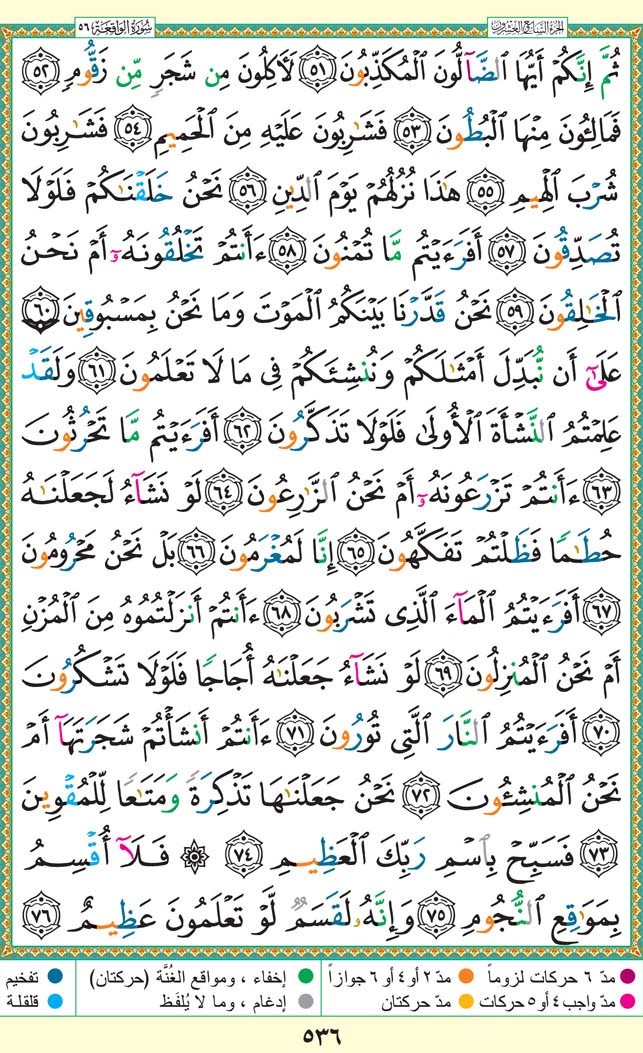 الجزء السابع والعشرون
سُورَةُ الوَاقِعَة ٥٦
ثُمَّ إِنَّكُمْ أَيُّهَا ٱلضَّآلُّونَ ٱلْمُكَذِّبُونَ ٥١ لَأَكِلُونَ مِن شَجَرٍ مِّن زَقُّومٍ ٥٢
فَمَالِـُٔونَ مِنْهَا ٱلْبُطُونَ ٥٣ فَشَٰرِبُونَ عَلَيْهِ مِنَ ٱلْحَمِيمِ ٥٤ فَشَٰرِبُونَ
شُرْبَ ٱلْهِيمِ ٥٥ هَٰذَا نُزُلُهُمْ يَوْمَ ٱلدِّينِ ٥٦ نَحْنُ خَلَقْنَٰكُمْ فَلَوْلَا
تُصَدِّقُونَ ٥٧ أَفَرَءَيْتُم مَّا تُمْنُونَ ٥٨ ءَأَنتُمْ تَخْلُقُونَهُۥٓ أَمْ نَحْنُ
ٱلْخَٰلِقُونَ ٥٩ نَحْنُ قَدَّرْنَا بَيْنَكُمُ ٱلْمَوْتَ وَمَا نَحْنُ بِمَسْبُوقِينَ ٦٠
عَلَىٰٓ أَن نُّبَدِّلَ أَمْثَٰلَكُمْ وَنُنشِئَكُمْ فِى مَا لَا تَعْلَمُونَ ٦١ وَلَقَدْ
عَلِمْتُمُ ٱلنَّشْأَةَ ٱلْأُولَىٰ فَلَوْلَا تَذَكَّرُونَ ٦٢ أَفَرَءَيْتُم مَّا تَحْرُثُونَ
٦٣ ءَأَنتُمْ تَزْرَعُونَهُۥٓ أَمْ نَحْنُ ٱلزَّٰرِعُونَ ٦٤ لَوْ نَشَآءُ لَجَعَلْنَٰهُ
حُطَٰمًا فَظَلْتُمْ تَفَكَّهُونَ ٦٥ إِنَّا لَمُغْرَمُونَ ٦٦ بَلْ نَحْنُ مَحْرُومُونَ
٦٧ أَفَرَءَيْتُمُ ٱلْمَآءَ ٱلَّذِى تَشْرَبُونَ ٦٨ ءَأَنتُمْ أَنزَلْتُمُوهُ مِنَ ٱلْمُزْنِ
أَمْ نَحْنُ ٱلْمُنزِلُونَ ٦٩ لَوْ نَشَآءُ جَعَلْنَٰهُ أُجَاجًا فَلَوْلَا تَشْكُرُونَ
٧٠ أَفَرَءَيْتُمُ ٱلنَّارَ ٱلَّتِى تُورُونَ ٧١ ءَأَنتُمْ أَنشَأْتُمْ شَجَرَتَهَآ أَمْ
نَحْنُ ٱلْمُنشِـُٔونَ ٧٢ نَحْنُ جَعَلْنَٰهَا تَذْكِرَةً وَمَتَٰعًا لِّلْمُقْوِينَ
٧٣ فَسَبِّحْ بِٱسْمِ رَبِّكَ ٱلْعَظِيمِ ٧٤ ۞ فَلَآ أُقْسِمُ
بِمَوَٰقِعِ ٱلنُّجُومِ ٧٥ وَإِنَّهُۥ لَقَسَمٌ لَّوْ تَعْلَمُونَ عَظِيمٌ ٧٦
مدّ ٦ حركات لزوماً مدّ ٢ أو ٤ أو ٦ جوازاً إخفاء ، ومواقع الغُنَّة (حركتان) تفخيم
مدّ واجب ٤ أو ٥ حركات مدّ حركتان إدغام ، وما لا يُلفَظ قلقلة
٥٣٦